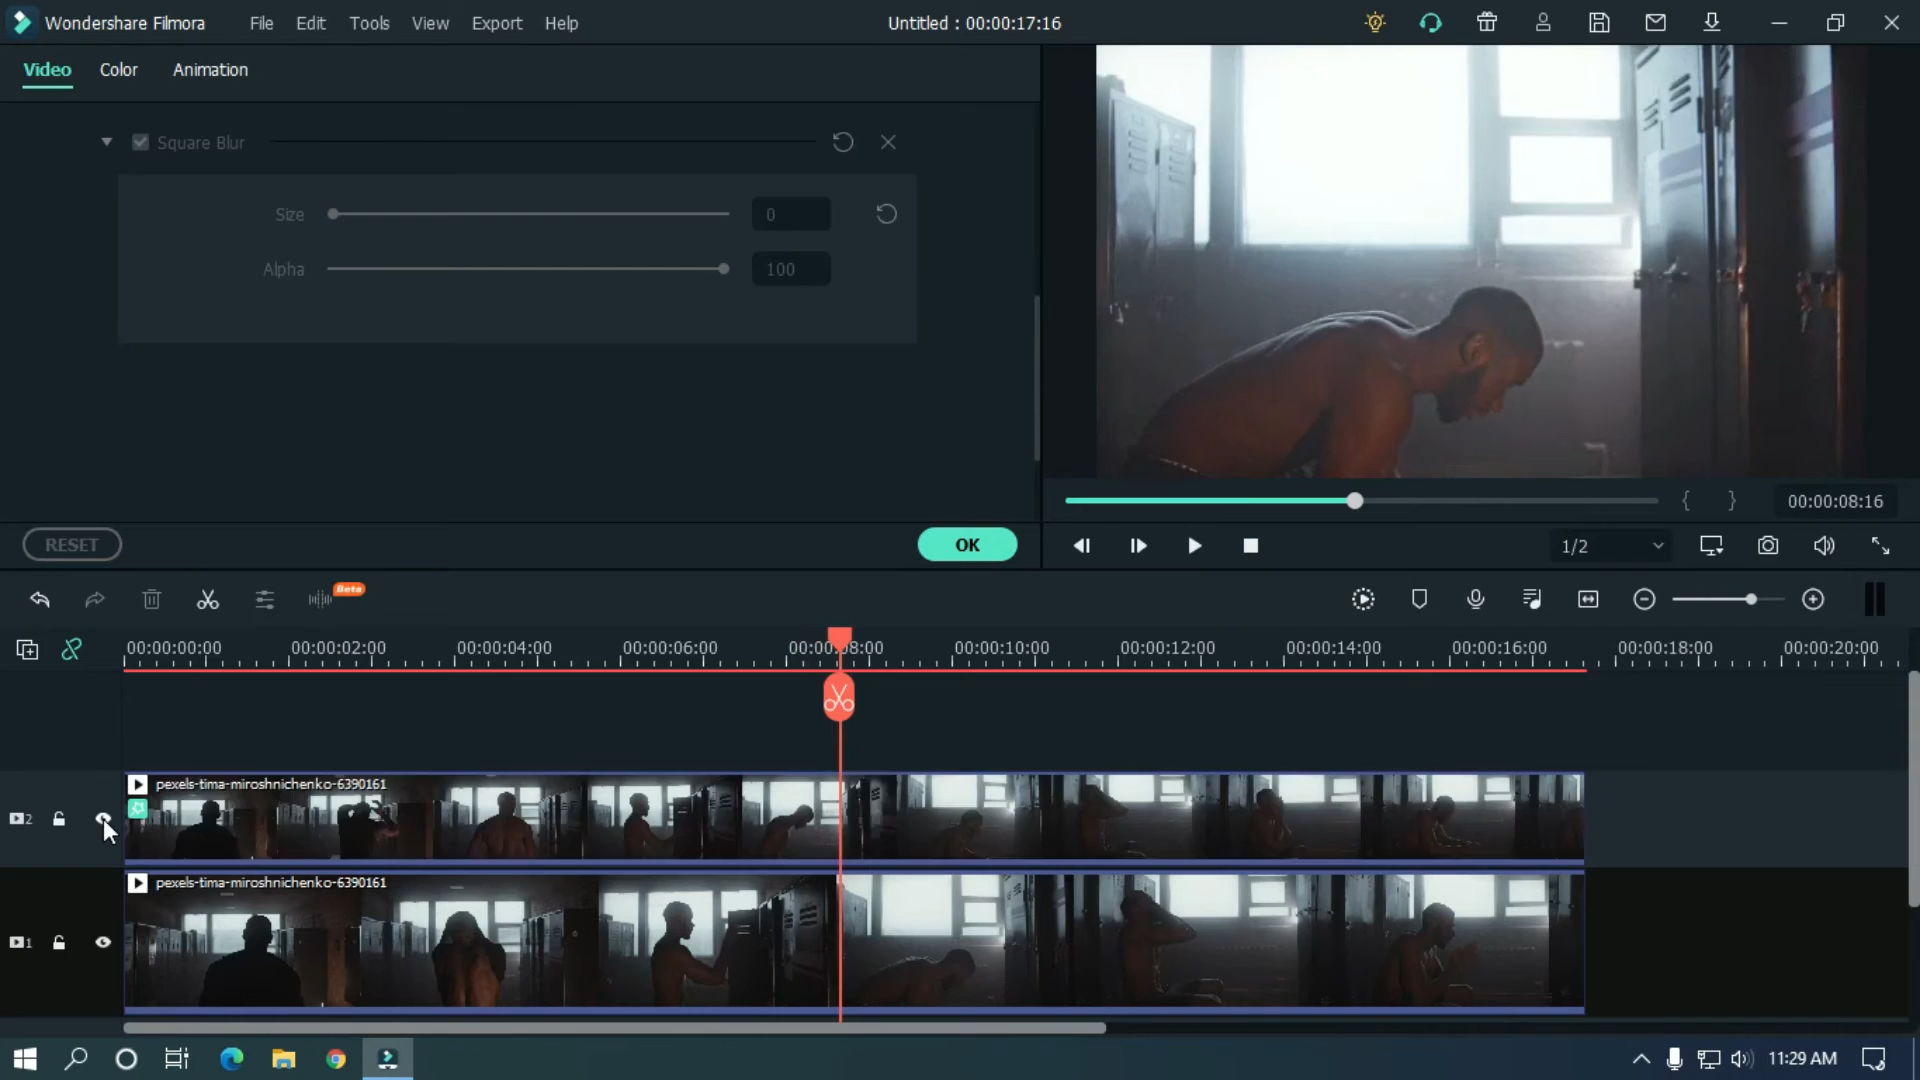 Wondershare Filmora File Edit Tools View Export Help Untitled : 00:00:17:16
Video Color Animation
Square Blur
Size 0
Alpha 100
00:00:08:16
RESET OK 1/2
Beta
00:00:00:00 00:00:02:00 00:00:04:00 00:00:06:00 00:00:08:00 00:00:10:00 00:00:12:00 00:00:14:00 00:00:16:00 00:00:18:00 00:00:20:00
pexels-tima-miroshnichenko-6390161
2
pexels-tima-miroshnichenko-6390161
1
11:29 AM